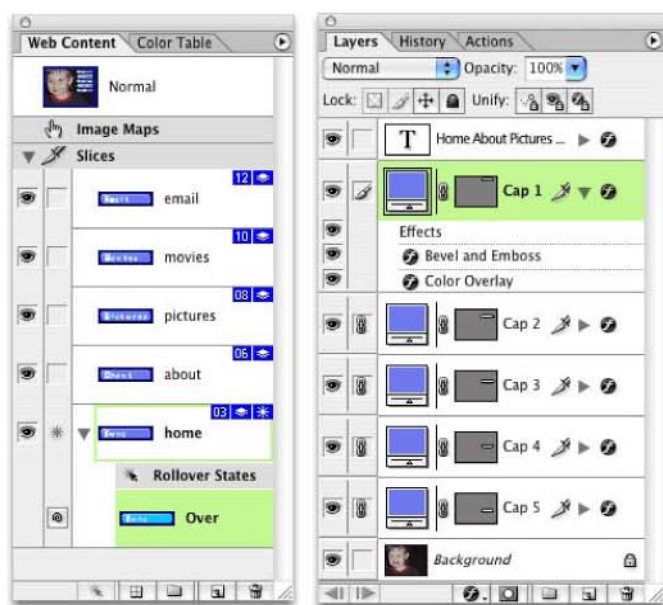 Web Content Color Table
Normal
Image Maps
Slices
12
email
10
movies
08
pictures
06
about
03
home
Rollover States
Over
Layers History Actions
Normal Opacity: 100%
Lock: Unify:
T Home About Pictures ...
Cap 1
Effects
Bevel and Emboss
Color Overlay
Cap 2
Cap 3
Cap 4
Cap 5
Background